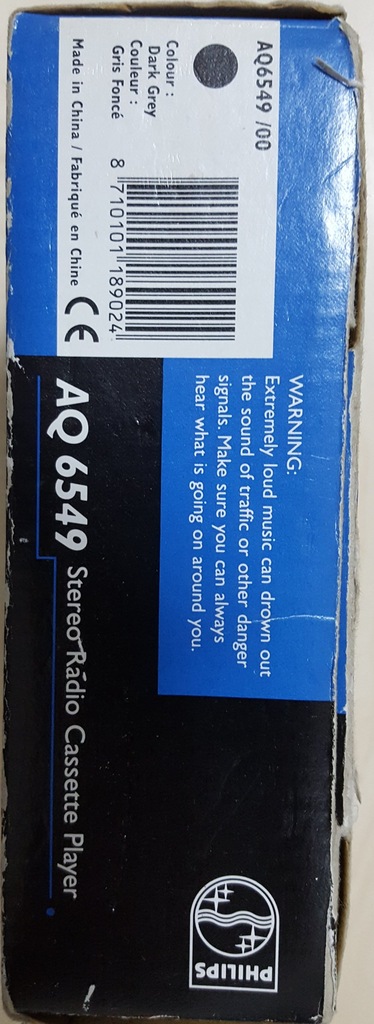 AQ6549 /00
Colour :
Dark Grey
Couleur :
Gris Foncé
8 710101 189024
Made in China / Fabriqué en Chine
CE
WARNING:
Extremely loud music can drown out
the sound of traffic or other danger
signals. Make sure you can always
hear what is going on around you.
AQ 6549 Stereo Radio Cassette Player
PHILIPS